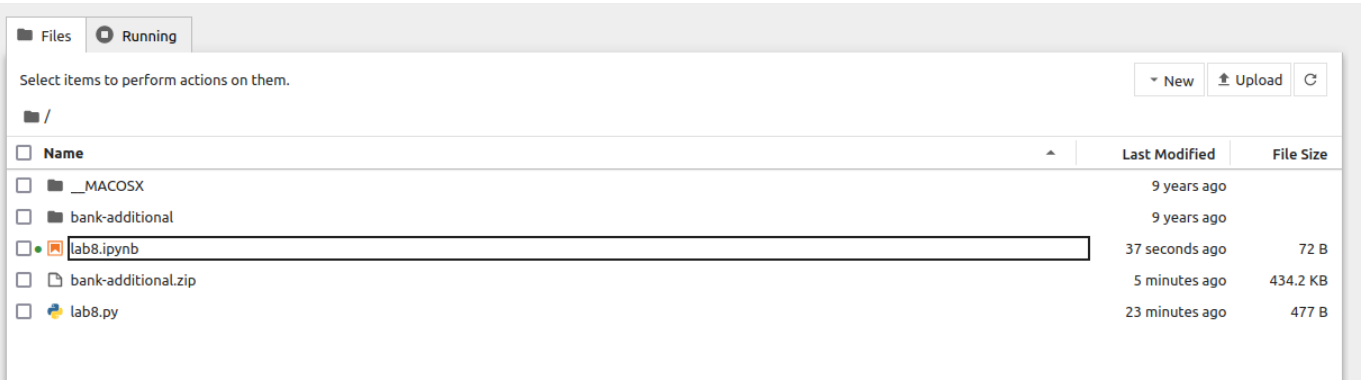 Files Running
Select items to perform actions on them.
New Upload
/
Name Last Modified File Size
__MACOSX 9 years ago
bank-additional 9 years ago
lab8.ipynb 37 seconds ago 72 B
bank-additional.zip 5 minutes ago 434.2 KB
lab8.py 23 minutes ago 477 B